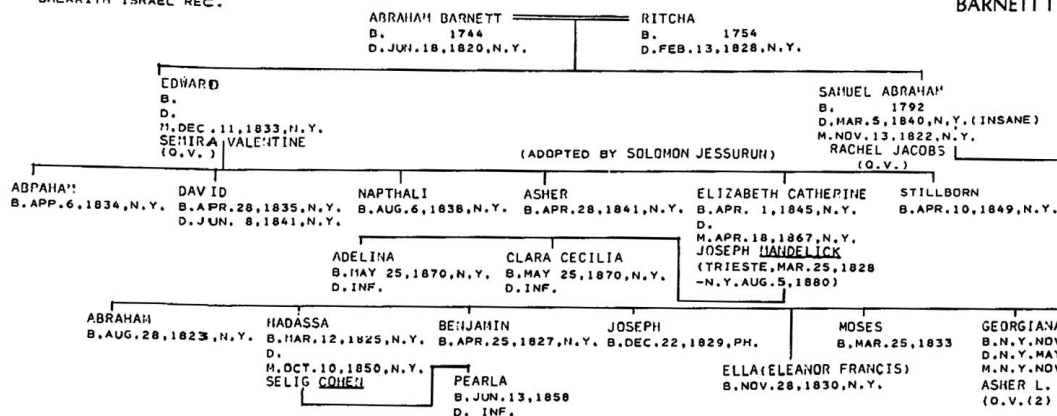 SHEARITH ISRAEL REC.
BARNETT I
ABRAHAM BARNETT
B. 1744
D.JUN.18,1820,N.Y.
RITCHA
B. 1754
D.FEB.13,1828,N.Y.
EDWARD
B.
D.
M.DEC.11,1833,N.Y.
SEMIRA VALENTINE
(Q.V.)
SAMUEL ABRAHAM
B. 1792
D.MAR.5,1840,N.Y.(INSANE)
M.NOV.13,1822,N.Y.
RACHEL JACOBS
(Q.V.)
(ADOPTED BY SOLOMON JESSURUN)
ABRAHAM
B.APP.6,1834,N.Y.
DAVID
B.APR.28,1835,N.Y.
D.JUN. 8,1841,N.Y.
NAPTHALI
B.AUG.6,1838,N.Y.
ASHER
B.APR.28,1841,N.Y.
ELIZABETH CATHERINE
B.APR. 1,1845,N.Y.
D.
M.APR.18,1867,N.Y.
JOSEPH MANDELICK
(TRIESTE,MAR.25,1828
-N.Y.AUG.5,1880)
STILLBORN
B.APR.10,1849,N.Y.
ADELINA
B.MAY 25,1870,N.Y.
D.INF.
CLARA CECILIA
B.MAY 25,1870,N.Y.
D.INF.
ABRAHAM
B.AUG.28,1823,N.Y.
HADASSA
B.MAR.12,1825,N.Y.
D.
M.OCT.10,1850,N.Y.
SELIG COHEN
BENJAMIN
B.APR.25,1827,N.Y.
JOSEPH
B.DEC.22,1829,PH.
ELLA(ELEANOR FRANCIS)
B.NOV.28,1830,N.Y.
MOSES
B.MAR.25,1833
GEORGIANA
B.N.Y.NOV
D.N.Y.MAY
M.N.Y.NOV
ASHER L.
(Q.V.(2)
PEARLA
B.JUN.13,1858
D. INF.